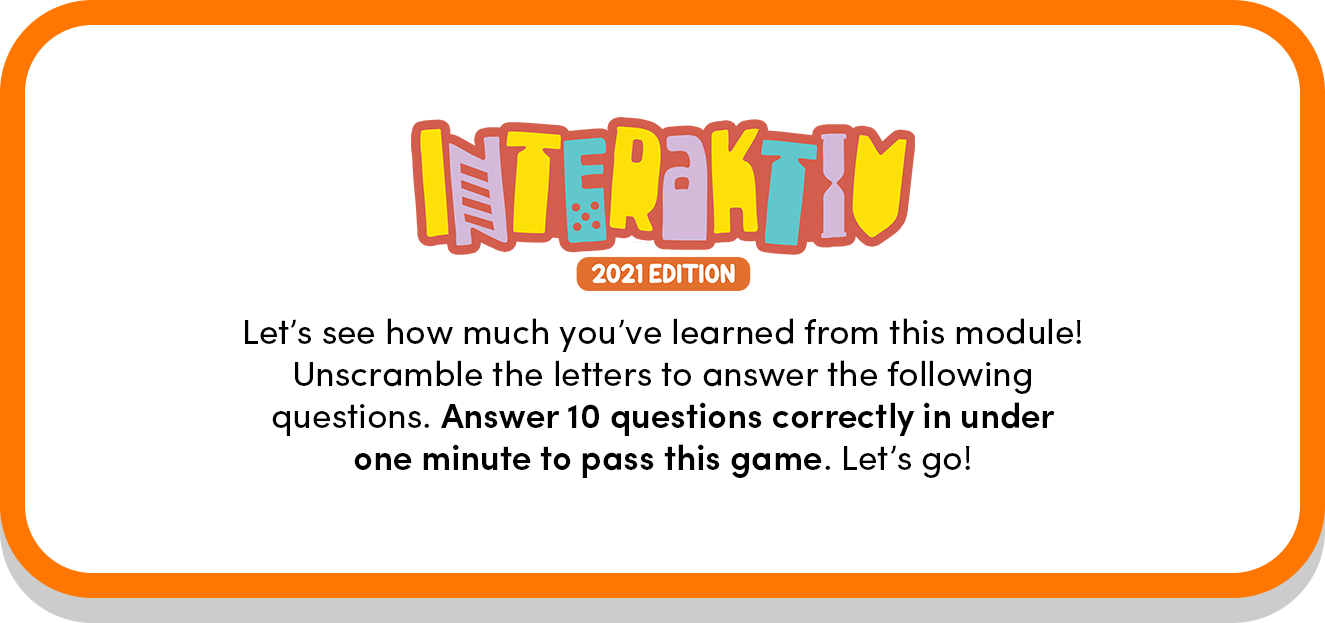 INTERAKTIV
2021 EDITION
Let’s see how much you’ve learned from this module!
Unscramble the letters to answer the following
questions. Answer 10 questions correctly in under
one minute to pass this game. Let’s go!